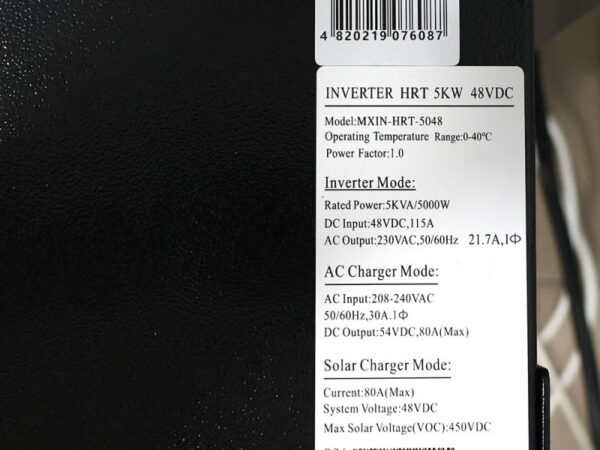 4 820219 076087
INVERTER HRT 5KW 48VDC
Model:MXIN-HRT-5048
Operating Temperature Range:0-40ºC
Power Factor:1.0
Inverter Mode:
Rated Power:5KVA/5000W
DC Input:48VDC,115A
AC Output:230VAC,50/60Hz 21.7A,1Φ
AC Charger Mode:
AC Input:208-240VAC
50/60Hz,30A.1Φ
DC Output:54VDC,80A(Max)
Solar Charger Mode:
Current:80A(Max)
System Voltage:48VDC
Max Solar Voltage(VOC):450VDC